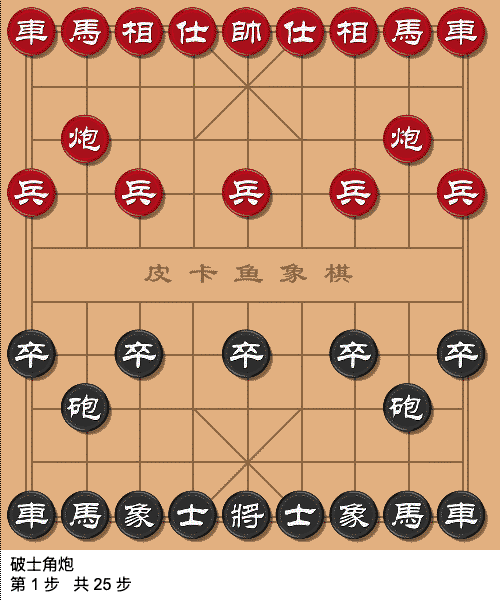 車馬相仕帥仕相馬車
炮炮
兵兵兵兵兵
皮卡鱼象棋
卒卒卒卒卒
砲砲
車馬象士將士象馬車
破士角炮
第 1 步 共 25 步